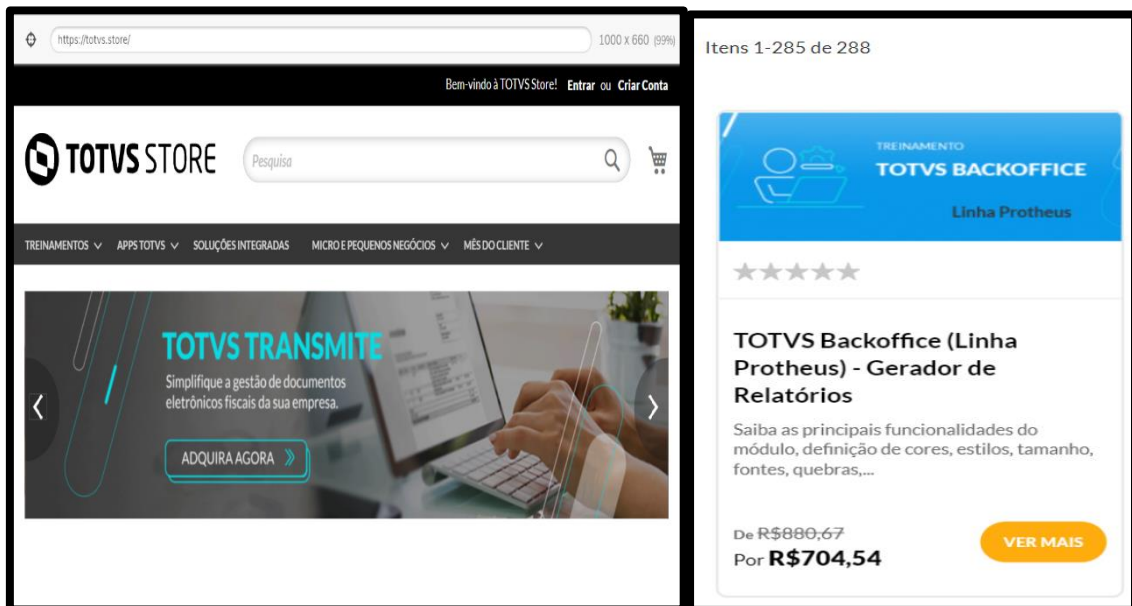 https://totvs.store/
1000 x 660 (99%)
Bem-vindo à TOTVS Store! Entrar ou Criar Conta
TOTVS STORE
Pesquisa
TREINAMENTOS
APPS TOTVS
SOLUÇÕES INTEGRADAS
MICRO E PEQUENOS NEGÓCIOS
MÊS DO CLIENTE
TOTVS TRANSMITE
Simplifique a gestão de documentos
eletrônicos fiscais da sua empresa.
ADQUIRA AGORA
Itens 1-285 de 288
TREINAMENTO
TOTVS BACKOFFICE
Linha Protheus
TOTVS Backoffice (Linha
Protheus) - Gerador de
Relatórios
Saiba as principais funcionalidades do
módulo, definição de cores, estilos, tamanho,
fontes, quebras,...
De R$880,67
Por R$704,54
VER MAIS